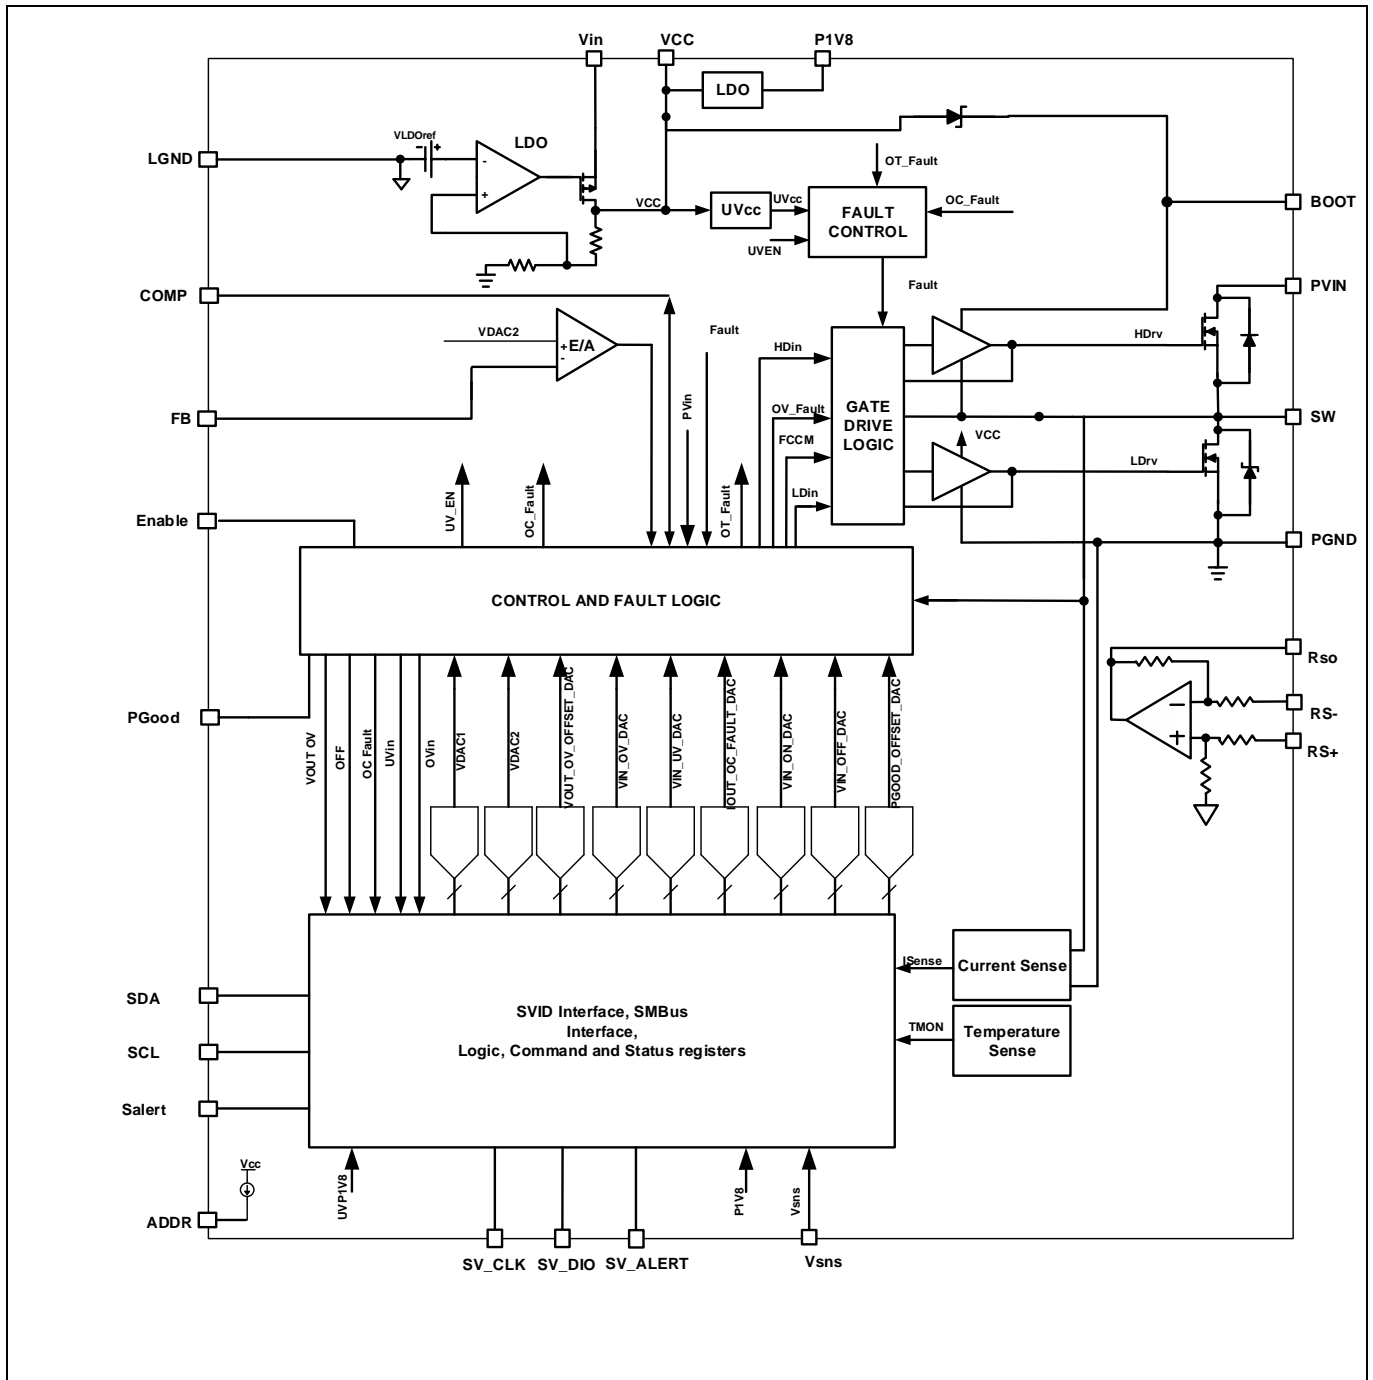 Vin
VCC
P1V8
LDO
VLDOref
LDO
LGND
-
+
-
+
OT_Fault
VCC
UVcc
UVcc
FAULT
CONTROL
OC_Fault
BOOT
UVEN
Fault
COMP
PVIN
VDAC2
+E/A
-
Fault
HDin
HDrv
PVin
OV_Fault
GATE
DRIVE
LOGIC
FB
SW
FCCM
VCC
LDrv
LDin
UV_EN
OC_Fault
OT_Fault
Enable
PGND
CONTROL AND FAULT LOGIC
Rso
RS-
RS+
PGood
VOUT OV
OFF
OC Fault
UVin
OVin
VDAC1
VDAC2
VOUT_OV_OFFSET_DAC
VIN_OV_DAC
VIN_UV_DAC
IOUT_OC_FAULT_DAC
VIN_ON_DAC
VIN_OFF_DAC
PGOOD_OFFSET_DAC
ISense
Current Sense
SDA
SVID Interface, SMBus
Interface,
Logic, Command and Status registers
TMON
Temperature
Sense
SCL
Salert
Vcc
ADDR
UVP1V8
P1V8
Vsns
SV_CLK
SV_DIO
SV_ALERT
Vsns